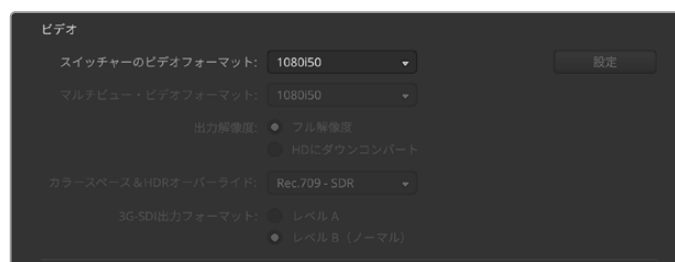 ビデオ
スイッチャーのビデオフォーマット: 1080i50 設定
マルチビュー・ビデオフォーマット: 1080i50
出力解像度: フル解像度
HDにダウンコンバート
カラースペース＆HDRオーバーライド: Rec.709 - SDR
3G-SDI出力フォーマット: レベル A
レベル B（ノーマル）